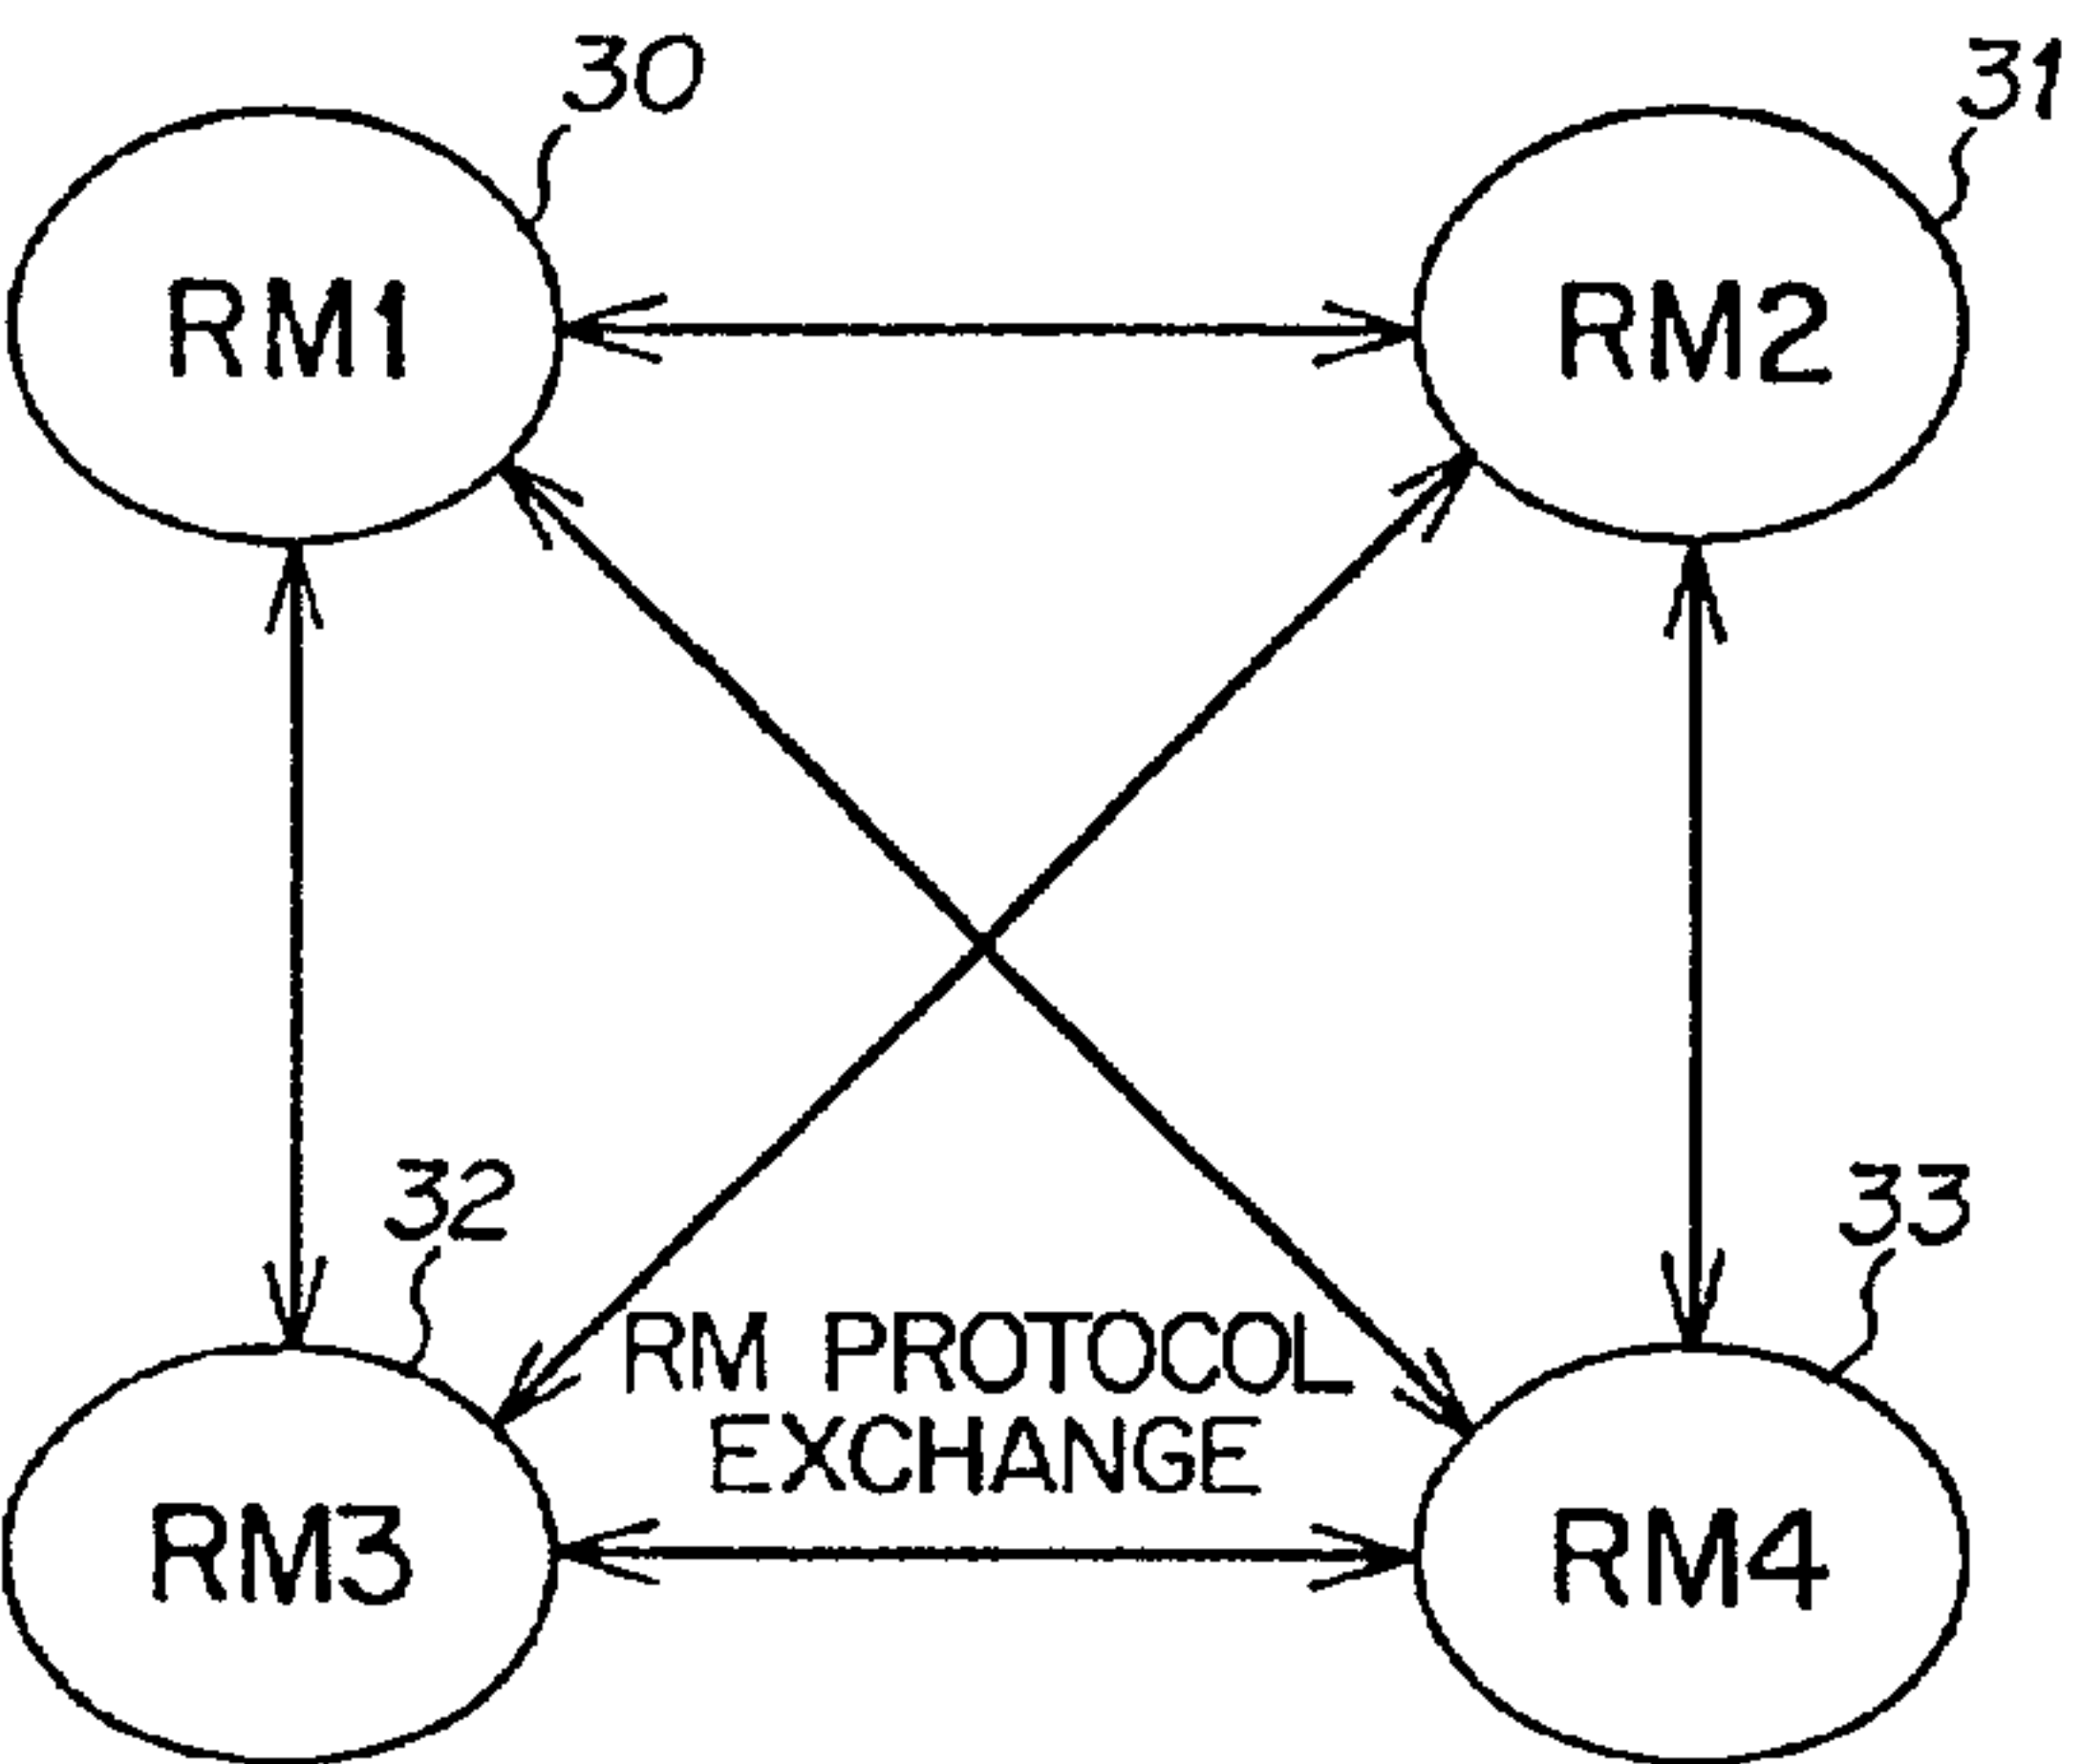 30
31
RM1
RM2
32
33
RM PROTOCOL
EXCHANGE
RM3
RM4